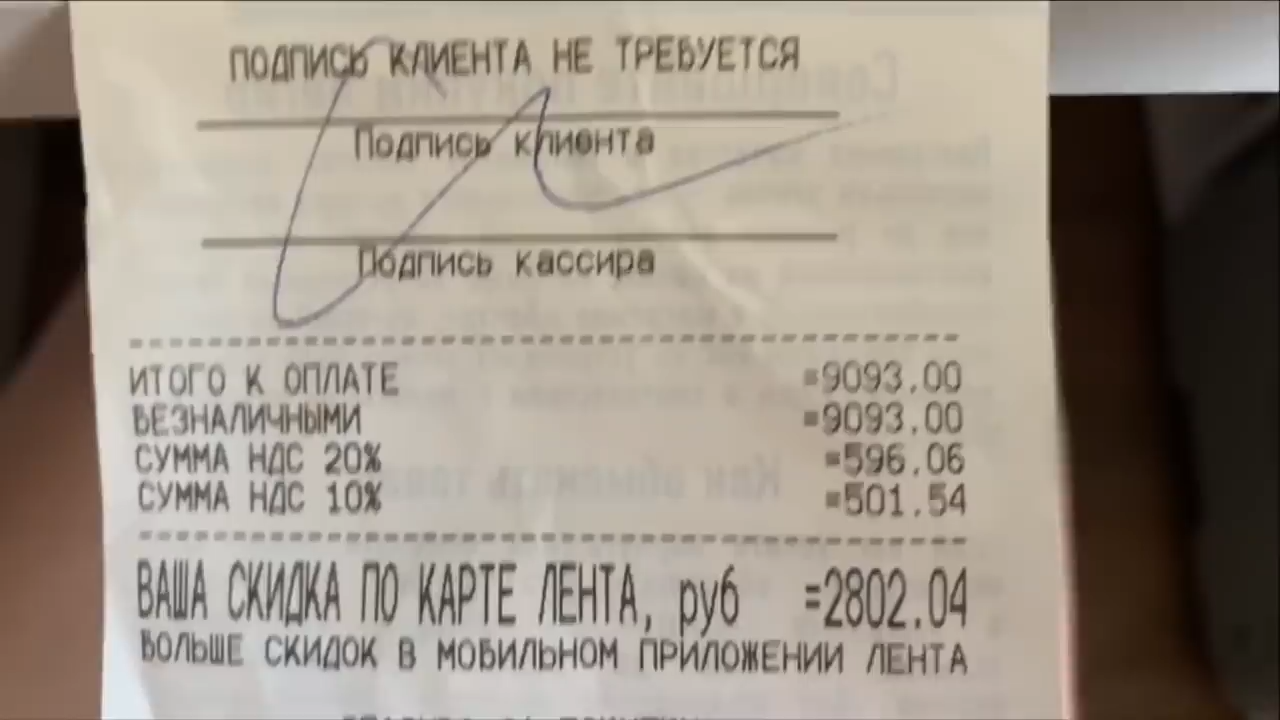 ПОДПИСЬ КЛИЕНТА НЕ ТРЕБУЕТСЯ
Подпись клиента
Подпись кассира
ИТОГО К ОПЛАТЕ =9093.00
БЕЗНАЛИЧНЫМИ =9093.00
СУММА НДС 20% =596.06
СУММА НДС 10% =501.54
ВАША СКИДКА ПО КАРТЕ ЛЕНТА, руб =2802.04
БОЛЬШЕ СКИДОК В МОБИЛЬНОМ ПРИЛОЖЕНИИ ЛЕНТА